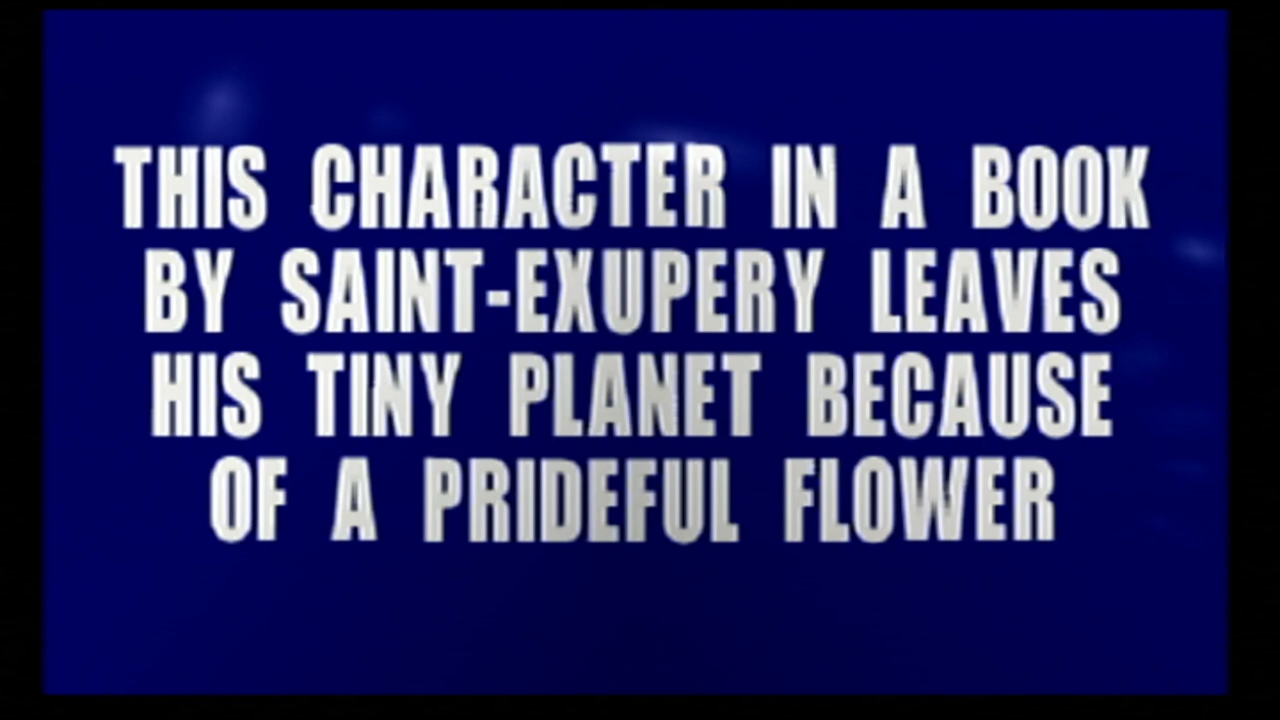 THIS CHARACTER IN A BOOK
BY SAINT-EXUPERY LEAVES
HIS TINY PLANET BECAUSE
OF A PRIDEFUL FLOWER